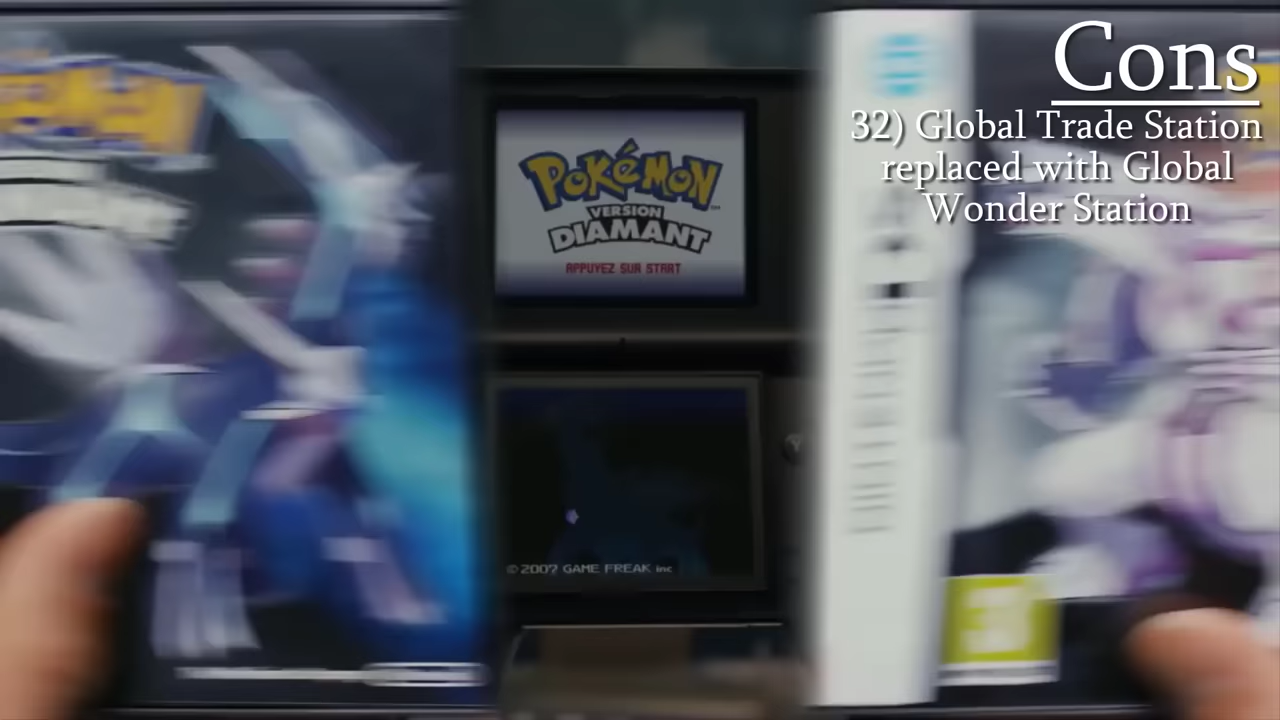 Cons
32) Global Trade Station
replaced with Global
Wonder Station
POKéMON
VERSION
DIAMANT
APPUYEZ SUR START
©2007 GAME FREAK inc